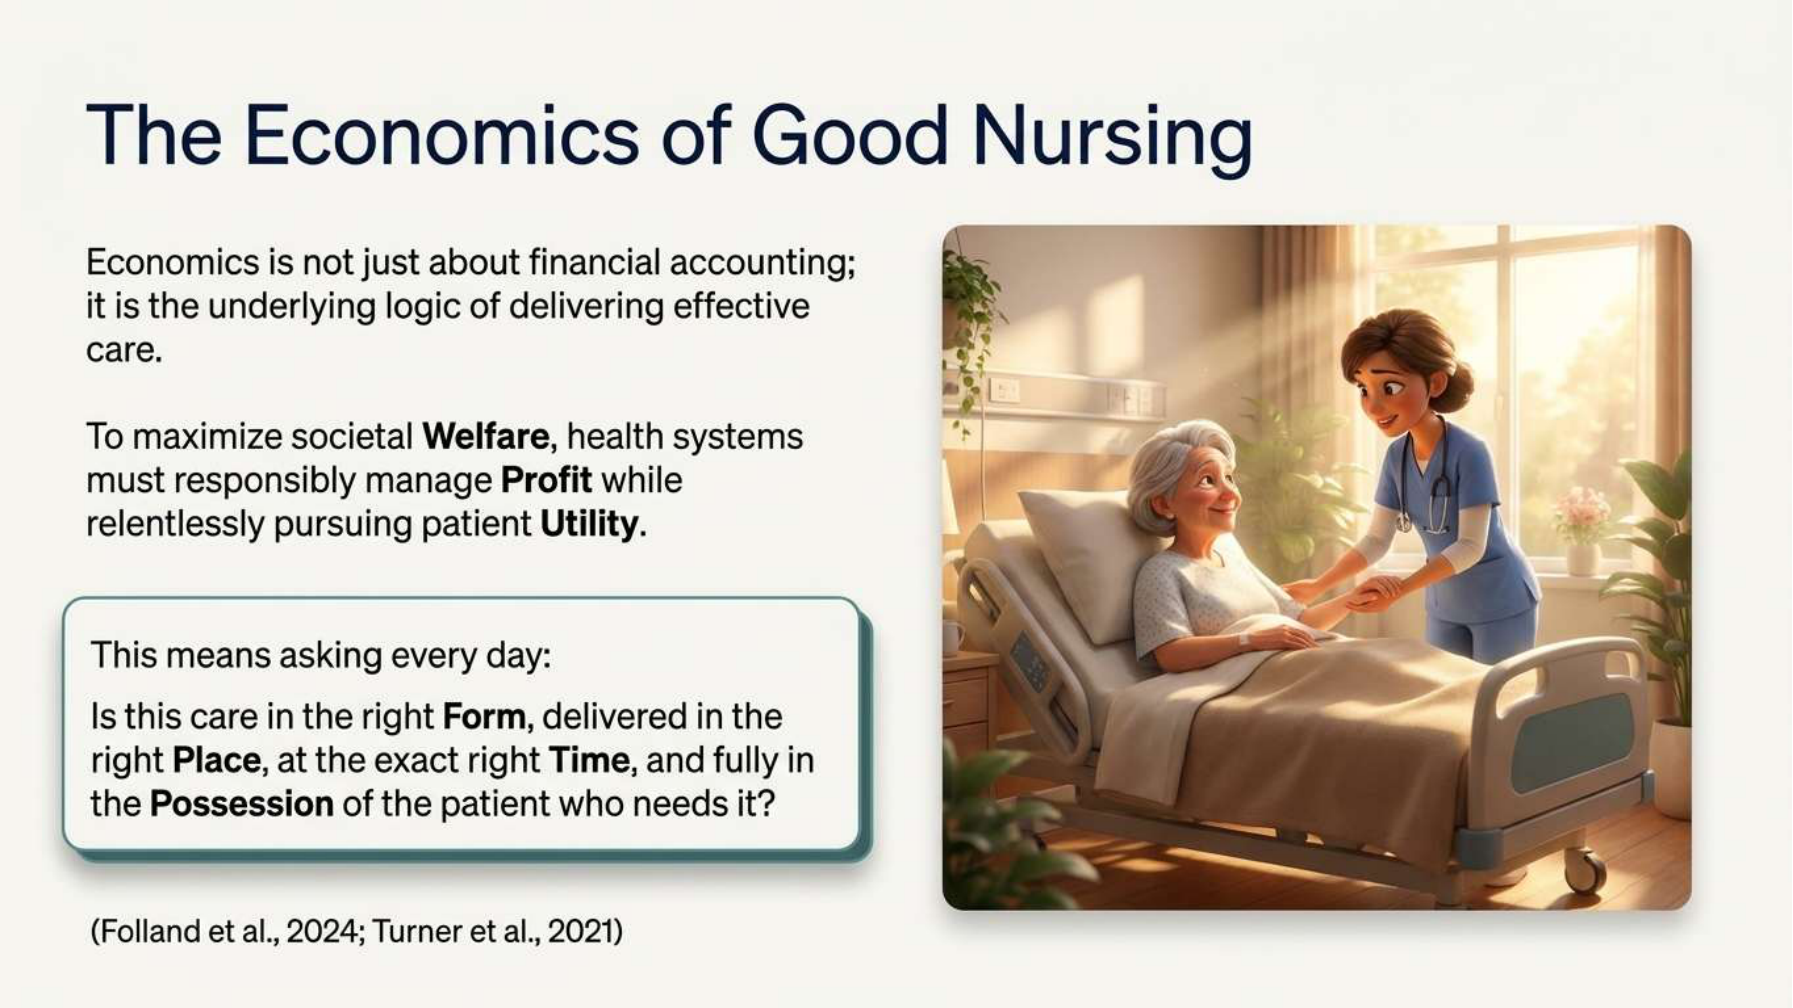 The Economics of Good Nursing
Economics is not just about financial accounting;
it is the underlying logic of delivering effective
care.
To maximize societal Welfare, health systems
must responsibly manage Profit while
relentlessly pursuing patient Utility.
This means asking every day:
Is this care in the right Form, delivered in the
right Place, at the exact right Time, and fully in
the Possession of the patient who needs it?
(Folland et al., 2024; Turner et al., 2021)